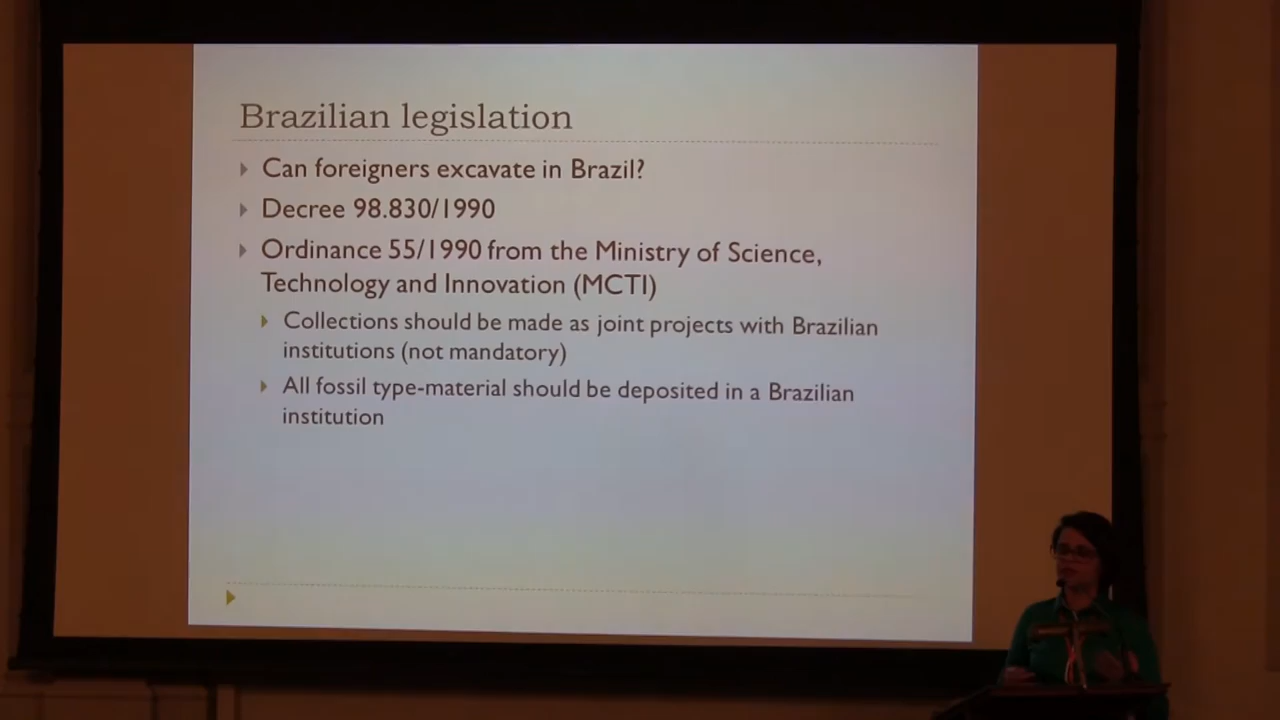 Brazilian legislation
Can foreigners excavate in Brazil?
Decree 98.830/1990
Ordinance 55/1990 from the Ministry of Science,
Technology and Innovation (MCTI)
Collections should be made as joint projects with Brazilian
institutions (not mandatory)
All fossil type-material should be deposited in a Brazilian
institution